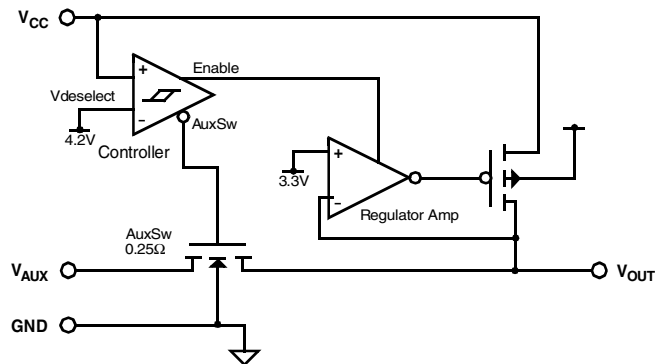 VCC
+
Enable
Vdeselect
AuxSw
–
4.2V
Controller
+
3.3V
–
Regulator Amp
AuxSw
0.25Ω
VAUX
VOUT
GND